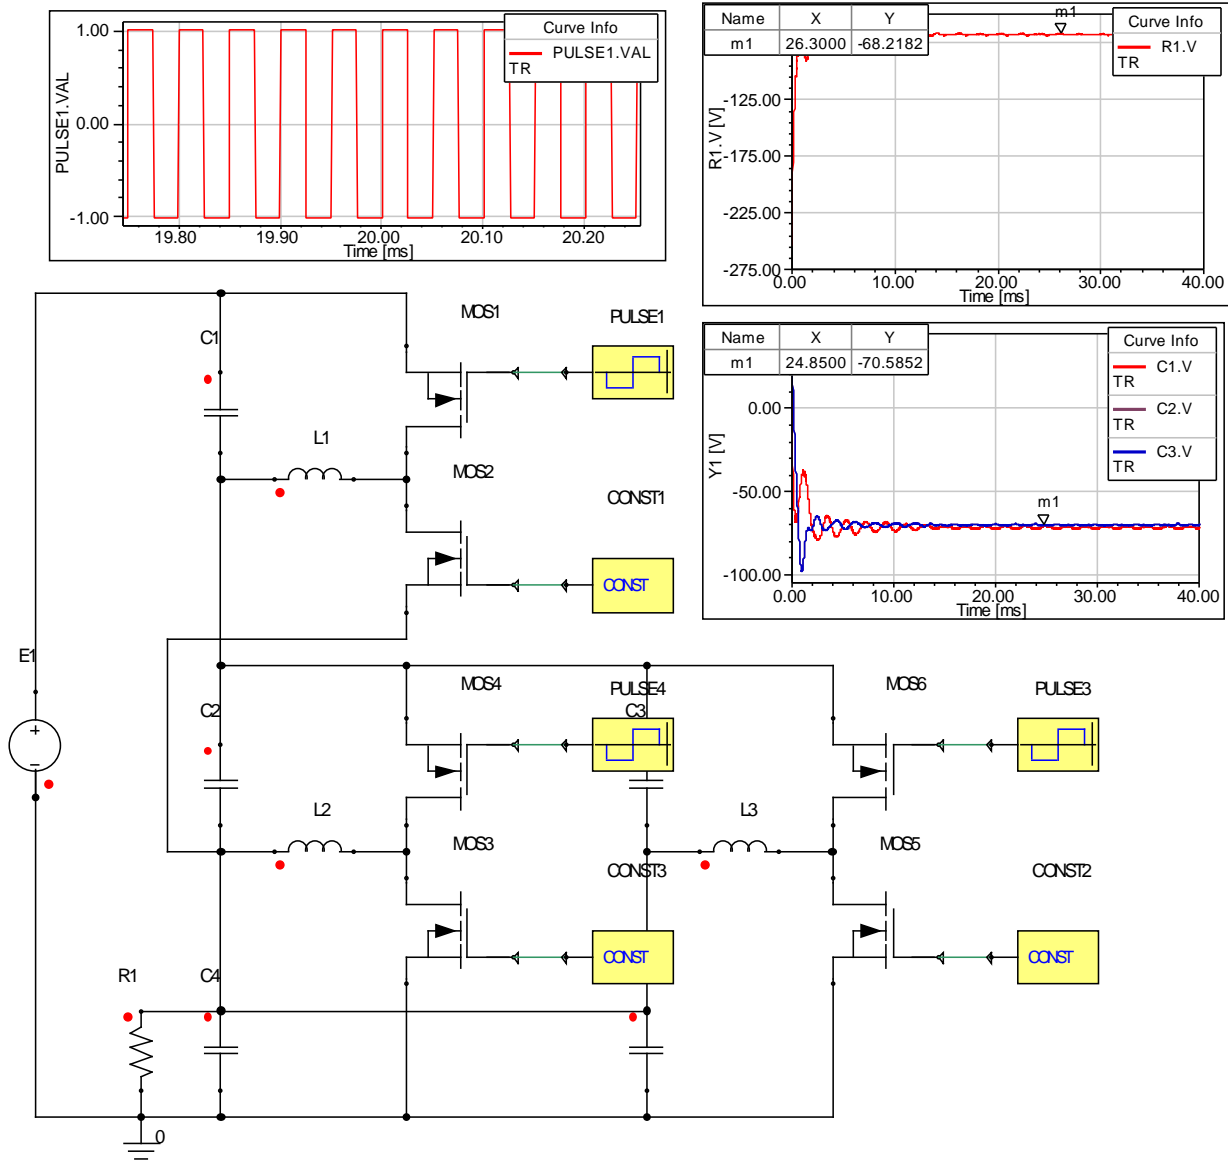 1.00
0.00
-1.00
PULSE1.VAL
19.80 19.90 20.00 20.10 20.20
Time [ms]
Curve Info
PULSE1.VAL
TR
Name X Y
m1 26.3000 -68.2182
m1
Curve Info
R1.V
TR
R1.V [V]
-125.00
-175.00
-225.00
-275.00
0.00 10.00 20.00 30.00 40.00
Time [ms]
Name X Y
m1 24.8500 -70.5852
Curve Info
C1.V
TR
C2.V
TR
C3.V
TR
m1
Y1 [V]
0.00
-50.00
-100.00
0.00 10.00 20.00 30.00 40.00
Time [ms]
MOS1
PULSE1
C1
L1
MOS2
CONST1
CONST
E1
C2
MOS4
PULSE4
C3
MOS6
PULSE3
L2
MOS3
L3
MOS5
CONST3
CONST2
CONST
CONST
R1
C4
0